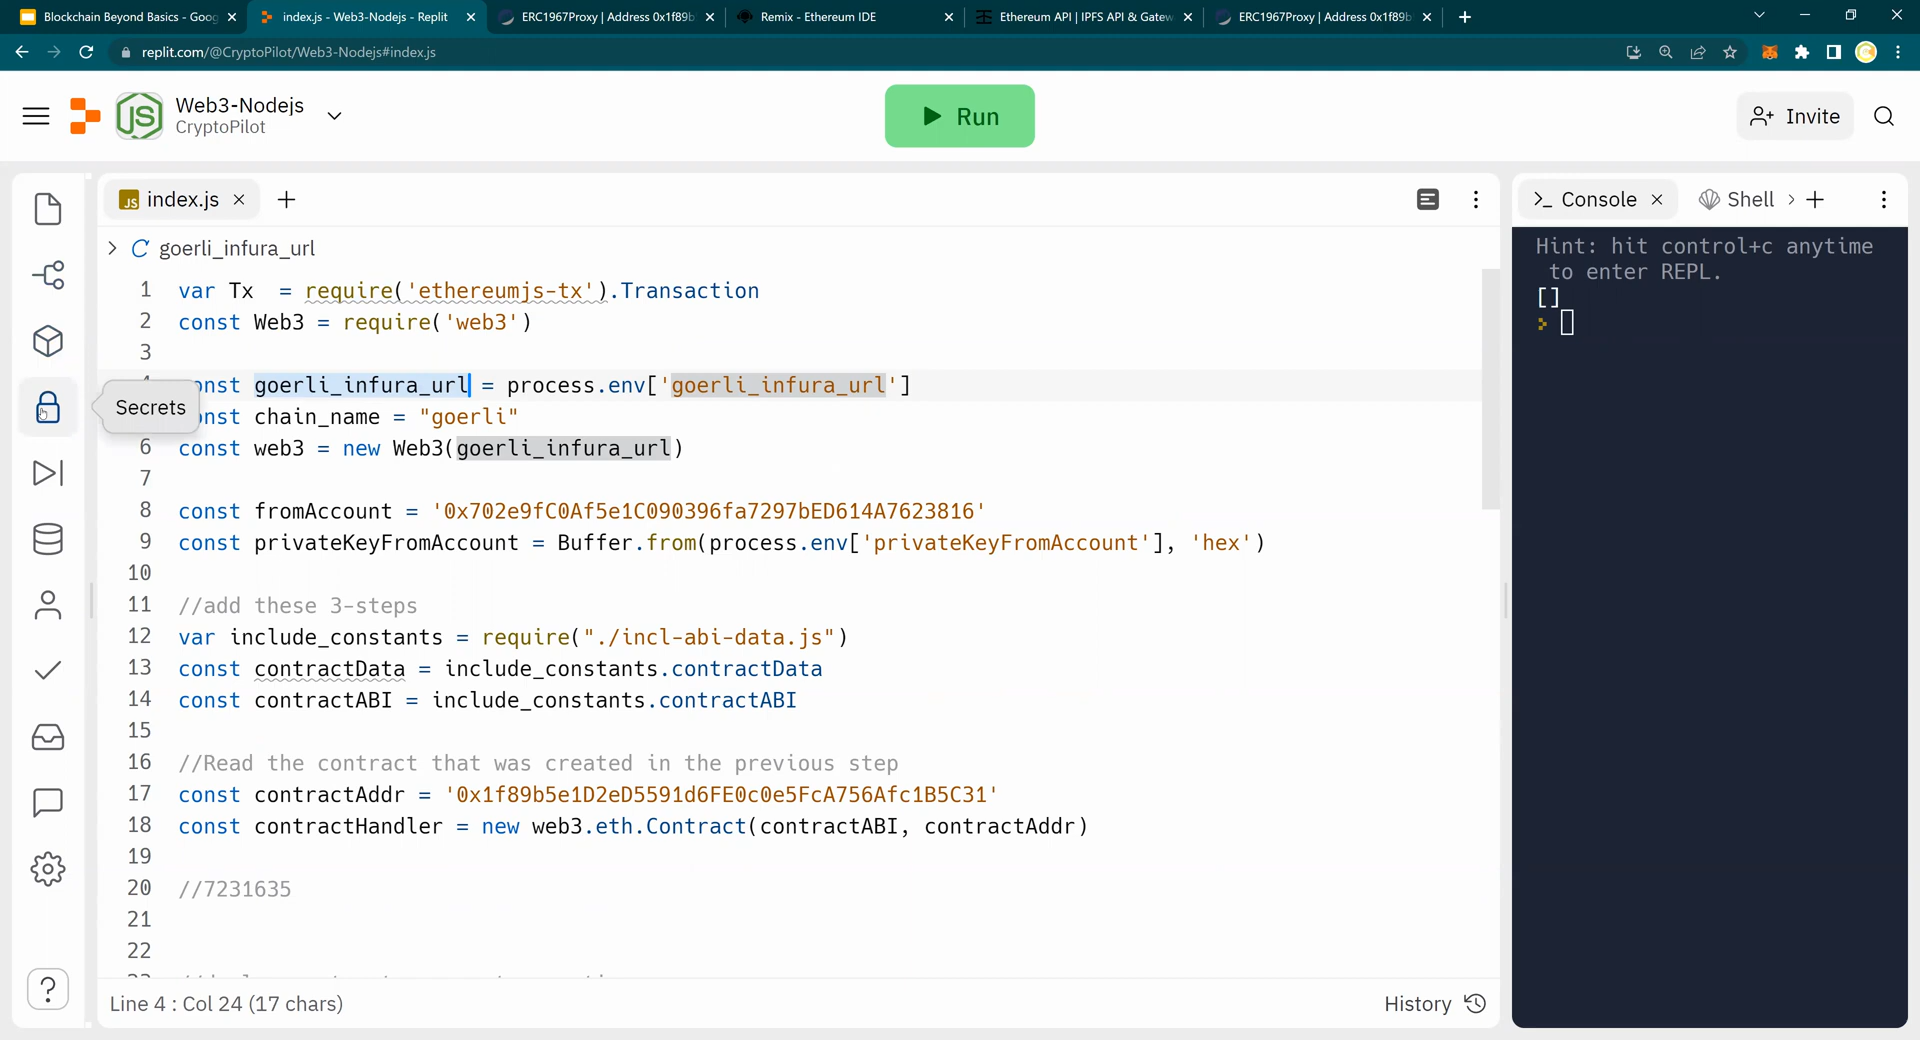 Blockchain Beyond Basics - Goog
index.js - Web3-Nodejs - Replit
ERC1967Proxy | Address 0x1f89b
Remix - Ethereum IDE
Ethereum API | IPFS API & Gatew
ERC1967Proxy | Address 0x1f89b
replit.com/@CryptoPilot/Web3-Nodejs#index.js
Web3-Nodejs
CryptoPilot
Run
Invite
JS index.js
Console
Shell
goerli_infura_url
Hint: hit control+c anytime
to enter REPL.
[]
1 var Tx  = require('ethereumjs-tx').Transaction
2 const Web3 = require('web3')
3
4 const goerli_infura_url = process.env['goerli_infura_url']
Secrets
const chain_name = "goerli"
6 const web3 = new Web3(goerli_infura_url)
7
8 const fromAccount = '0x702e9fC0Af5e1C090396fa7297bED614A7623816'
9 const privateKeyFromAccount = Buffer.from(process.env['privateKeyFromAccount'], 'hex')
10
11 //add these 3-steps
12 var include_constants = require("./incl-abi-data.js")
13 const contractData = include_constants.contractData
14 const contractABI = include_constants.contractABI
15
16 //Read the contract that was created in the previous step
17 const contractAddr = '0x1f89b5e1D2eD5591d6FE0c0e5FcA756Afc1B5C31'
18 const contractHandler = new web3.eth.Contract(contractABI, contractAddr)
19
20 //7231635
21
22
Line 4 : Col 24 (17 chars)
History